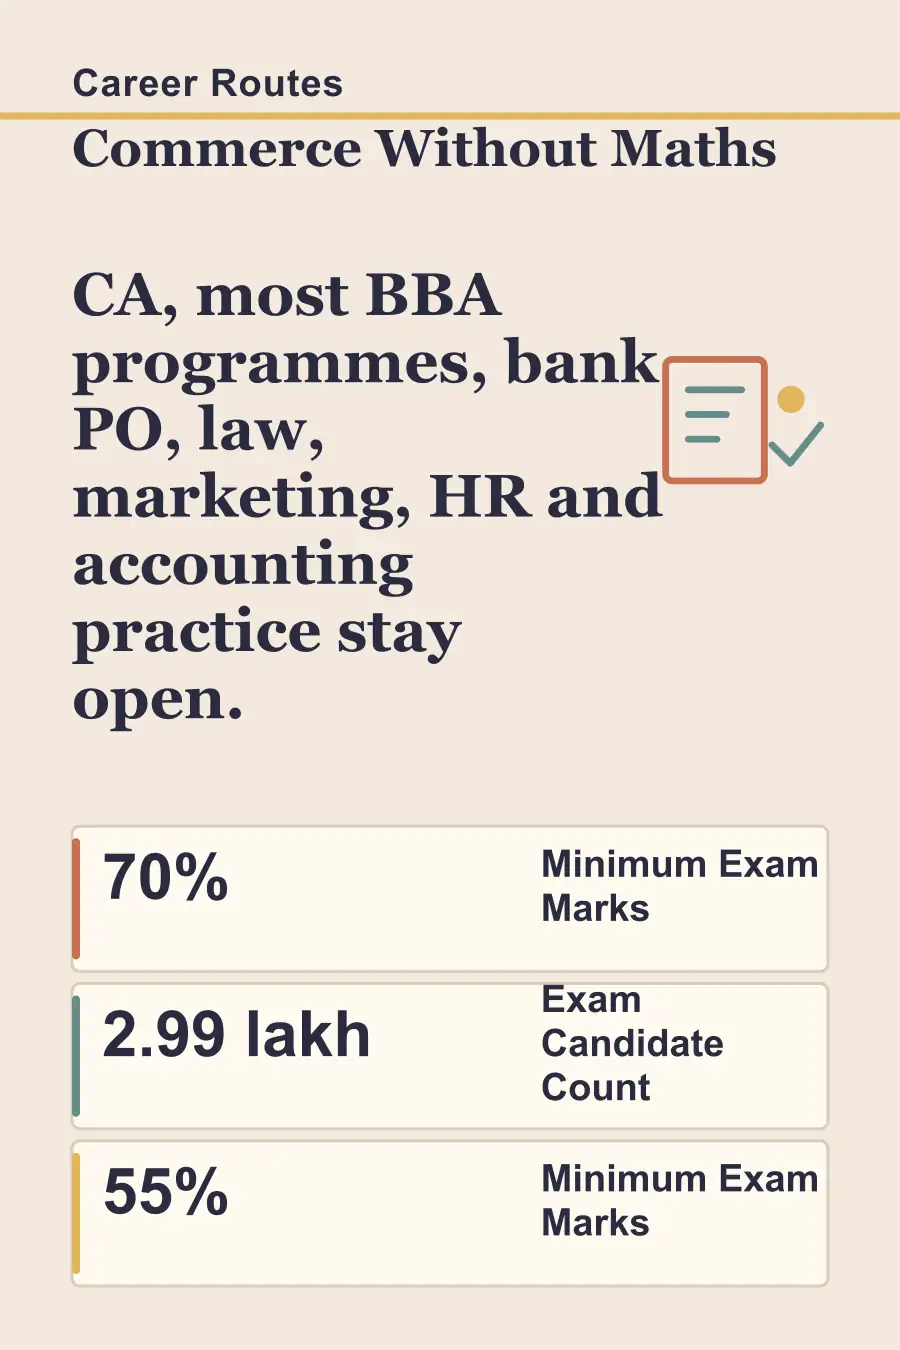 Career Routes
Commerce Without Maths
CA, most BBA
programmes, bank
PO, law,
marketing, HR and
accounting
practice stay
open.
70%
Minimum Exam
Marks
2.99 lakh
Exam
Candidate
Count
55%
Minimum Exam
Marks